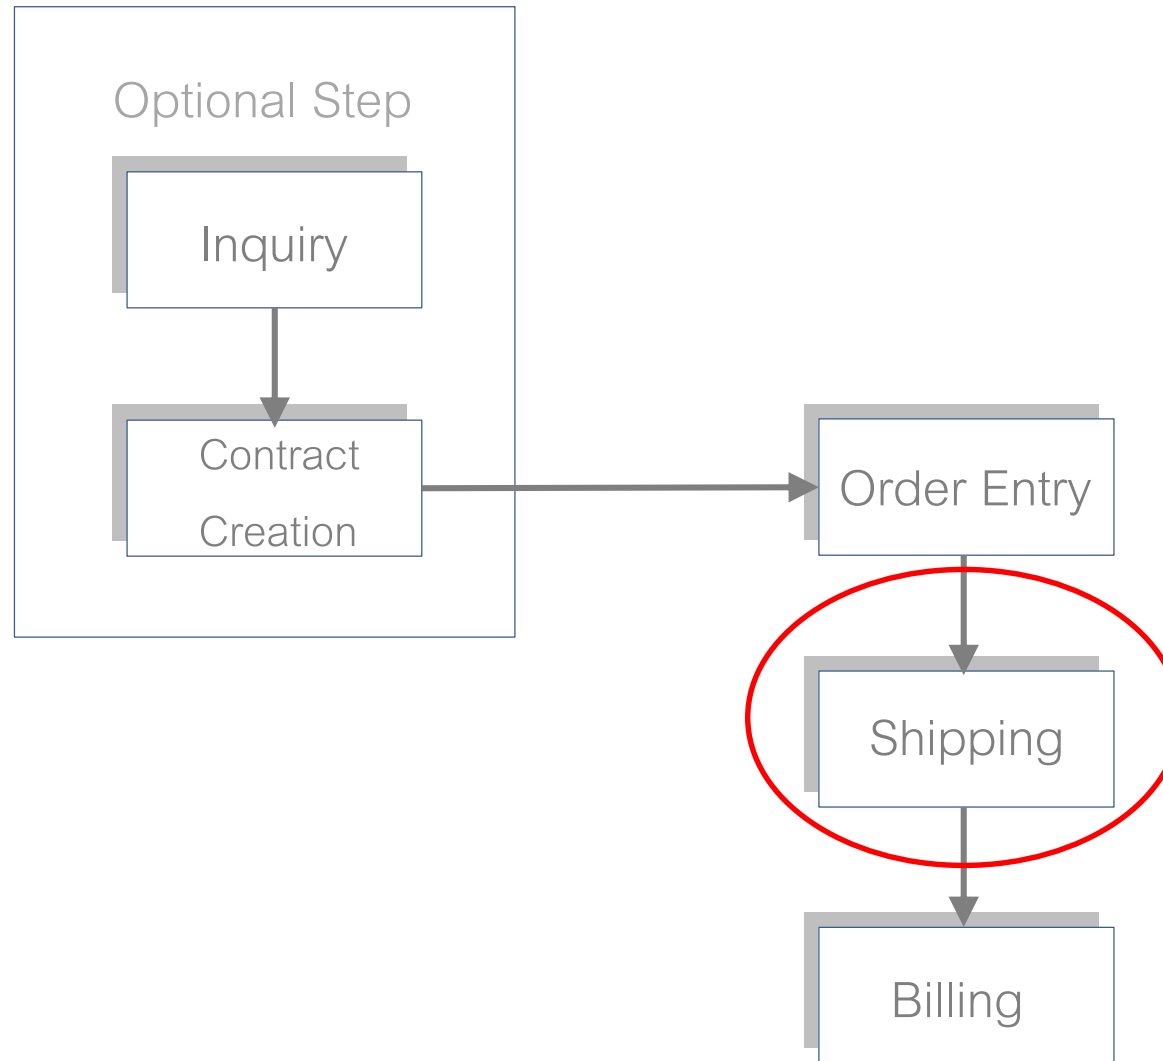 Optional Step
Inquiry
Contract
Creation
Order Entry
Shipping
Billing